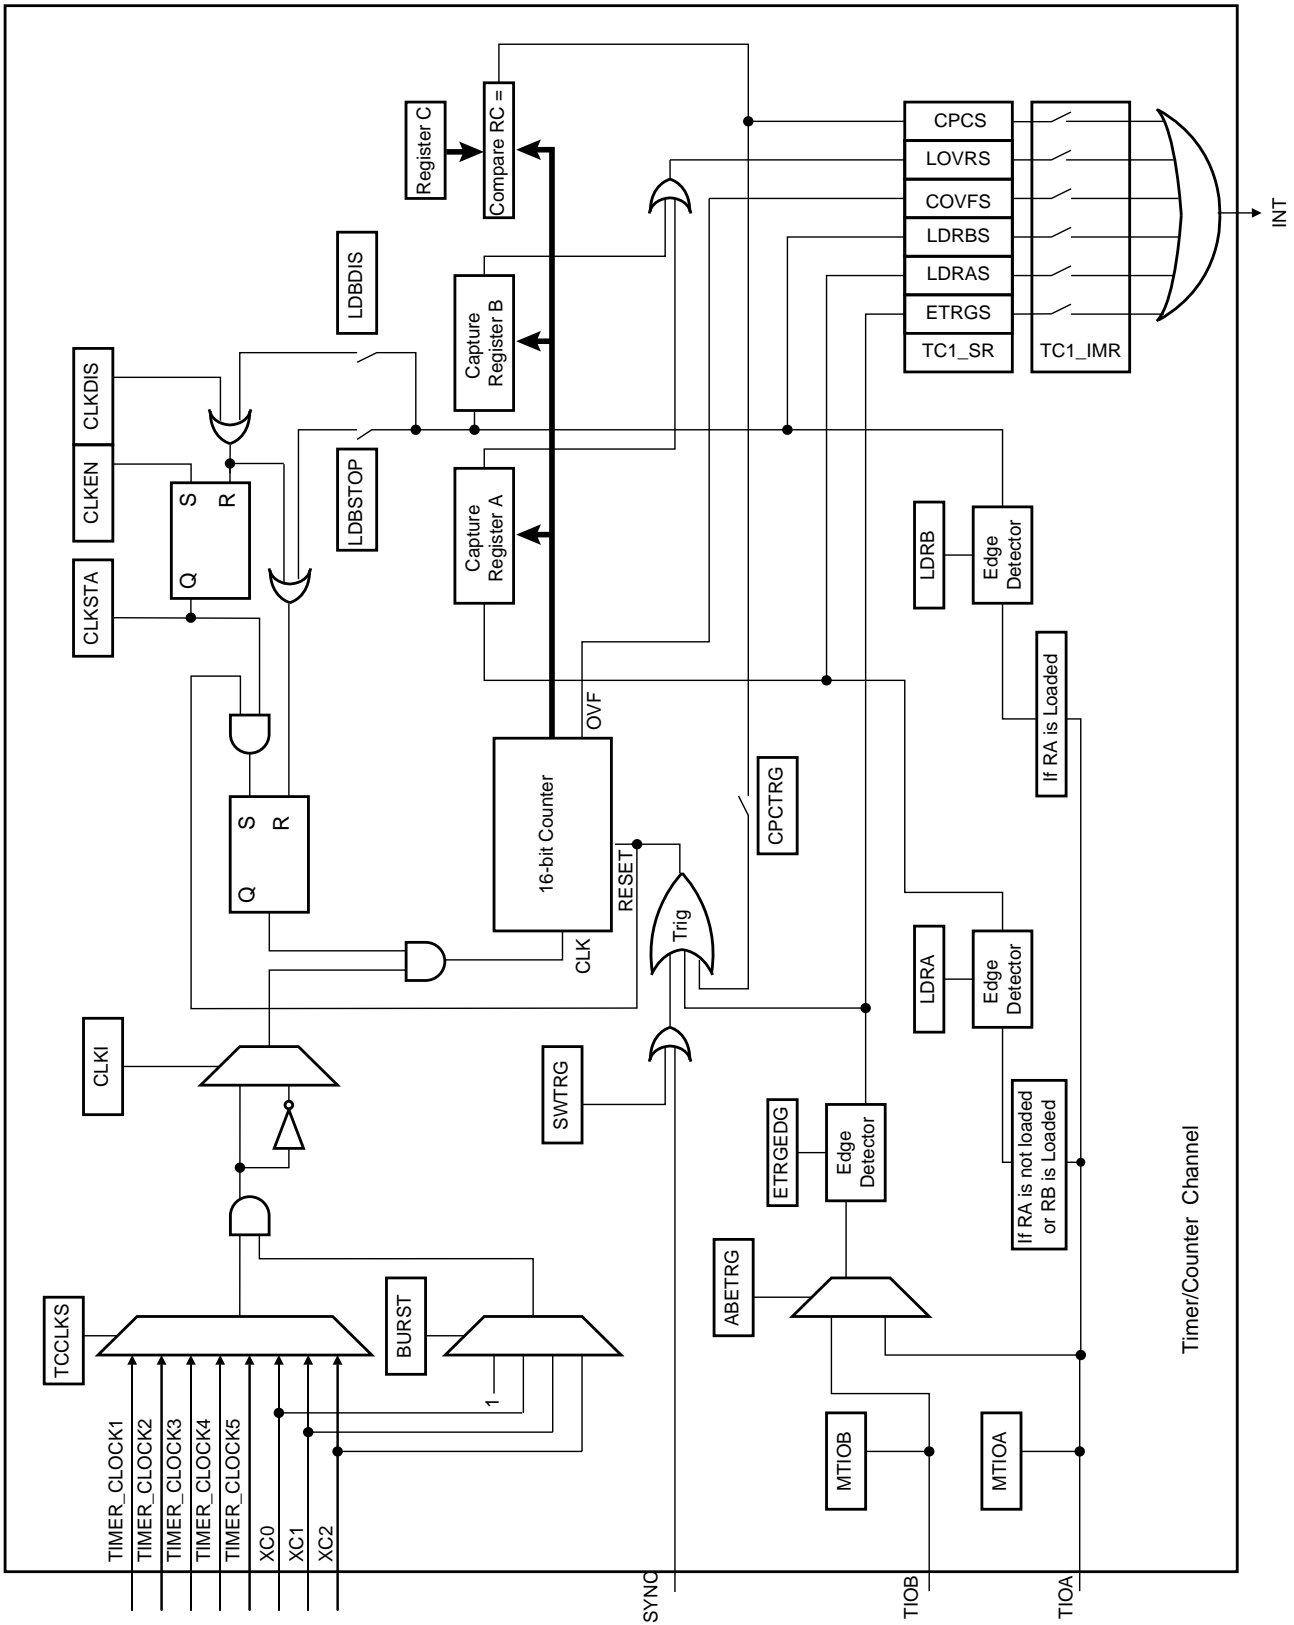 TCCLKS
TIMER_CLOCK1
TIMER_CLOCK2
TIMER_CLOCK3
TIMER_CLOCK4
TIMER_CLOCK5
XC0
XC1
XC2
CLKI
CLKSTA
CLKEN
CLKDIS
Q
S
R
Q
S
R
BURST
1
LDBSTOP
LDBDIS
Register C
Capture
Register A
Capture
Register B
Compare RC =
16-bit Counter
CLK
OVF
RESET
SWTRG
SYNC
Trig
CPCTRG
ABETRG
ETRGEDG
Edge
Detector
MTIOB
TIOB
MTIOA
TIOA
LDRA
Edge
Detector
If RA is not loaded
or RB is Loaded
LDRB
Edge
Detector
If RA is Loaded
CPCS
LOVRS
COVFS
LDRBS
LDRAS
ETRGS
TC1_SR
TC1_IMR
INT
Timer/Counter Channel